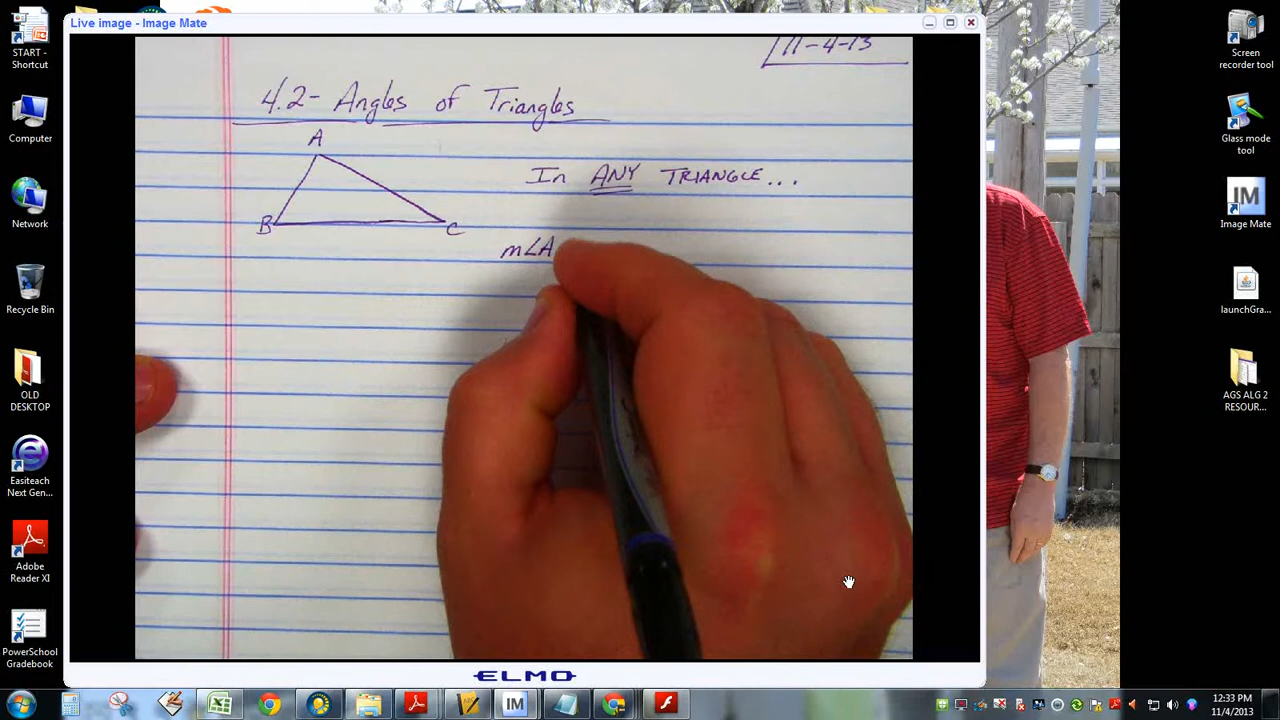 Live image - Image Mate
11-4-13
4.2- Angles of Triangles
A
In ANY TRIANGLE...
B
C
m∠A
ELMO
START - Shortcut
Computer
Network
Recycle Bin
OLD DESKTOP
Easiteach Next Gen...
Adobe Reader XI
PowerSchool Gradebook
Screen recorder tool
Glass mode tool
IM
Image Mate
launchGra...
AGS ALG 2 RESOUR...
IM
12:33 PM
11/4/2013